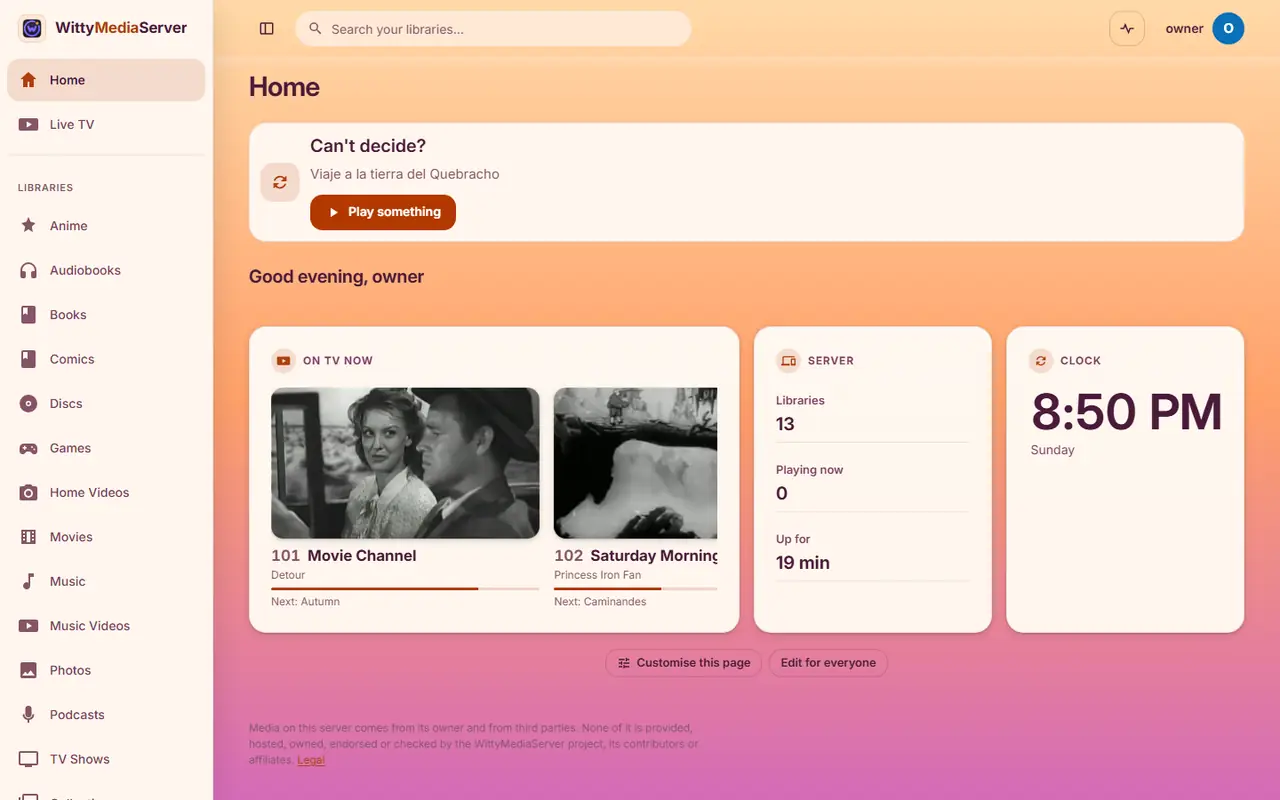 WittyMediaServer
Search your libraries...
owner
O
Home
Live TV
LIBRARIES
Anime
Audiobooks
Books
Comics
Discs
Games
Home Videos
Movies
Music
Music Videos
Photos
Podcasts
TV Shows
Home
Can't decide?
Viaje a la tierra del Quebracho
Play something
Good evening, owner
ON TV NOW
101 Movie Channel
Detour
Next: Autumn
102 Saturday Morning
Princess Iron Fan
Next: Caminandes
SERVER
Libraries
13
Playing now
0
Up for
19 min
CLOCK
8:50 PM
Sunday
Customise this page
Edit for everyone
Media on this server comes from its owner and from third parties. None of it is provided,
hosted, owned, endorsed or checked by the WittyMediaServer project, its contributors or
affiliates. Legal